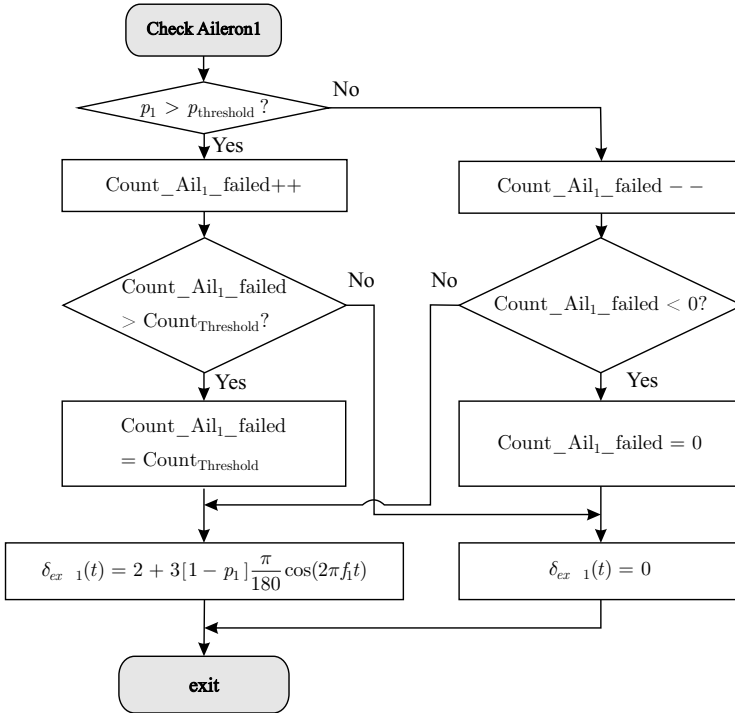 Check Aileron1
p₁ > p_threshold ?
No
Yes
Count_Ail₁_failed++
Count_Ail₁_failed − −
No
No
Count_Ail₁_failed
> Count_Threshold?
Count_Ail₁_failed < 0?
Yes
Yes
Count_Ail₁_failed
= Count_Threshold
Count_Ail₁_failed = 0
δ_ex 1(t) = 2 + 3[1 − p₁] π/180 cos(2πf₁t)
δ_ex 1(t) = 0
exit